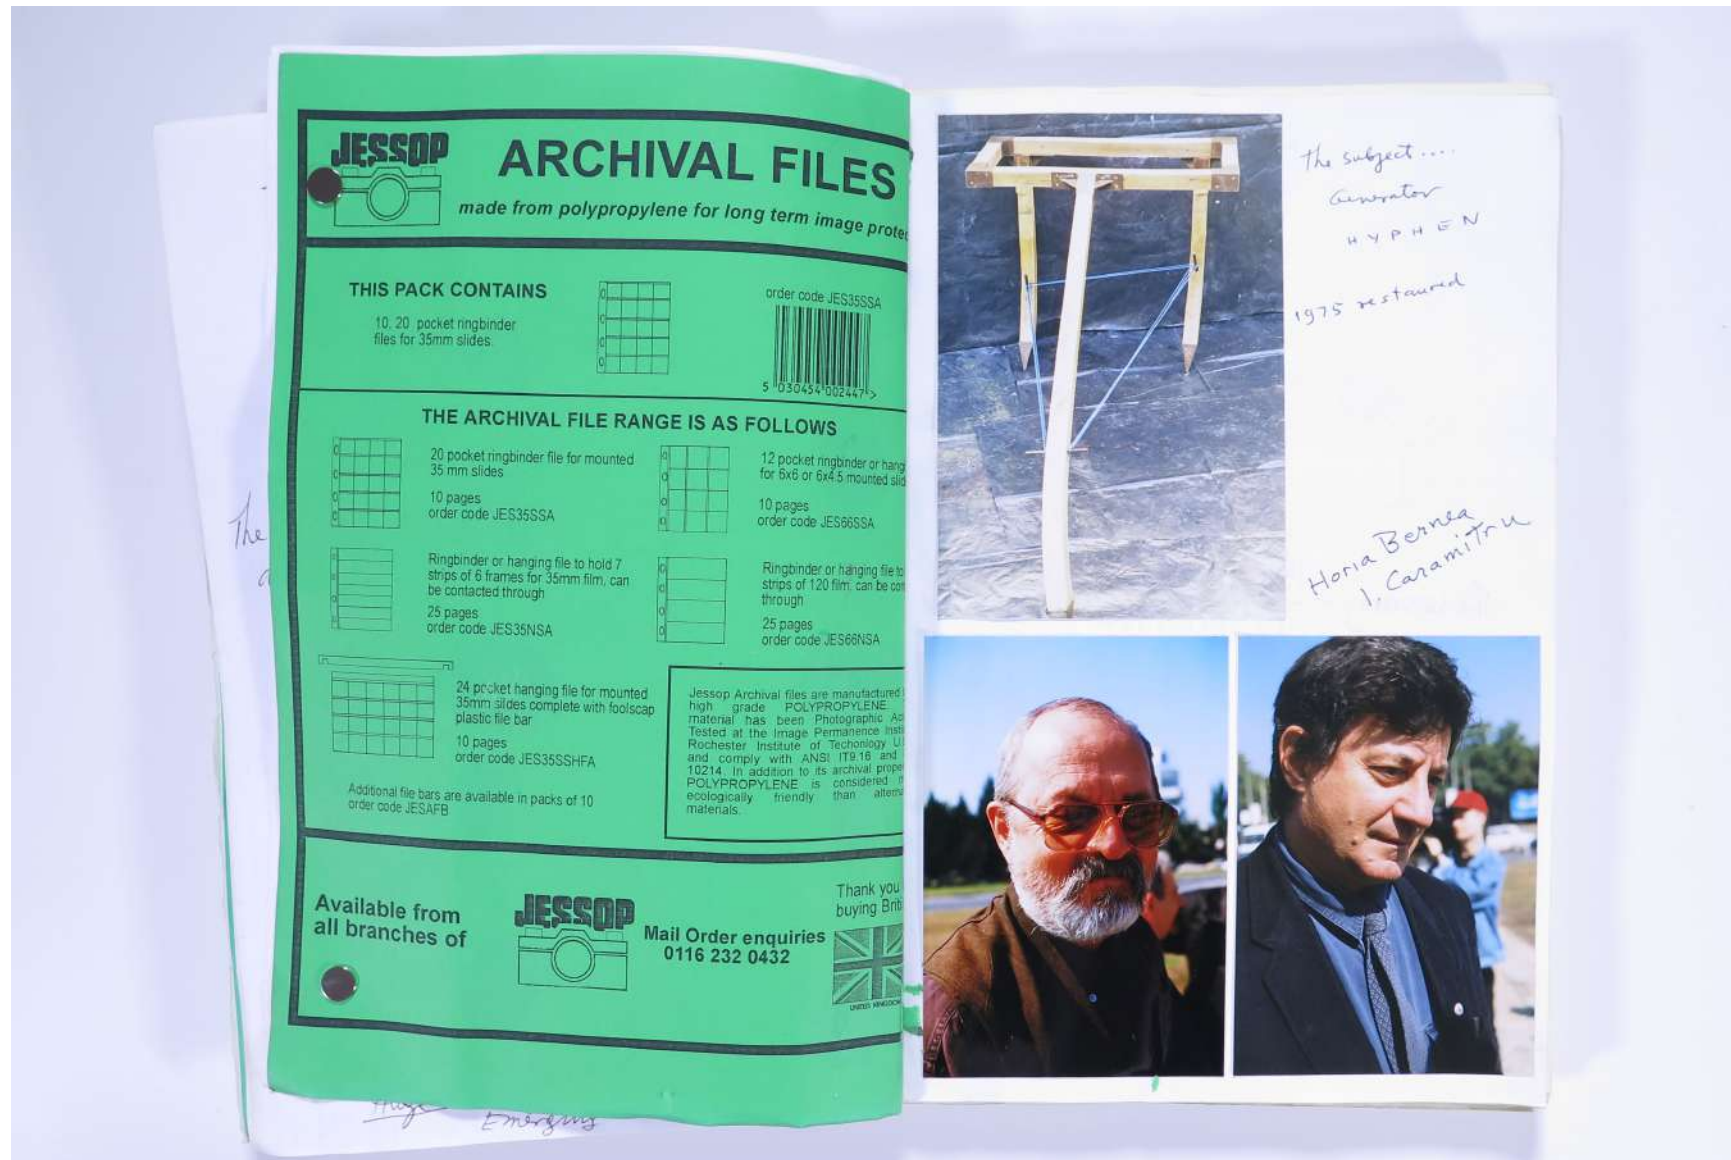 JESSOP
ARCHIVAL FILES
made from polypropylene for long term image
THIS PACK CONTAINS
10, 20 pocket ringbinder
files for 35mm slides.
order code JES35SSA
5 030454 002447 >
THE ARCHIVAL FILE RANGE IS AS FOLLOWS
20 pocket ringbinder file for mounted
35 mm slides
10 pages
order code JES35SSA
12 pocket ringbinder or
for 6x6 or 6x4.5 mounted
10 pages
order code JES66SSA
Ringbinder or hanging file to hold 7
strips of 6 frames for 35mm film, can
be contacted through
25 pages
order code JES35NSA
Ringbinder or hanging file to
strips of 120 film, can be
through
25 pages
order code JES66NSA
24 pocket hanging file for mounted
35mm slides complete with foolscap
plastic file bar
10 pages
order code JES35SSHFA
Additional file bars are available in packs of 10
order code JESAFB
Jessop Archival files are manufactured
high grade POLYPROPYLENE.
material has been Photographic
Tested at the Image Permanence
Rochester Institute of Techonlogy
and comply with ANSI IT9.16 and
10214. In addition to its archival
POLYPROPYLENE is considered
ecologically friendly than
materials.
Available from
all branches of
JESSOP
Mail Order enquiries
0116 232 0432
Thank you
buying
UNITED KINGDOM
The
Emerging
The subject....
Generator
HYPHEN
1975 restaured
Horia Bernea
I. Caramitru